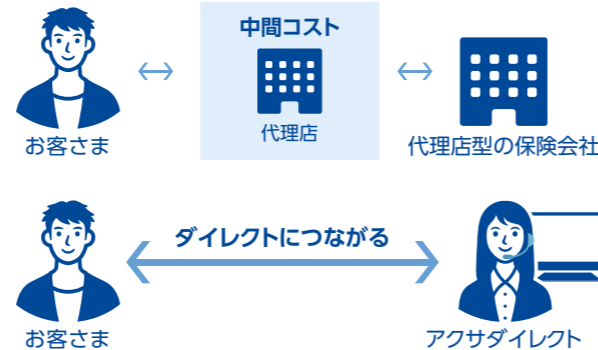 中間コスト
代理店
お客さま
代理店型の保険会社
ダイレクトにつながる
お客さま
アクサダイレクト